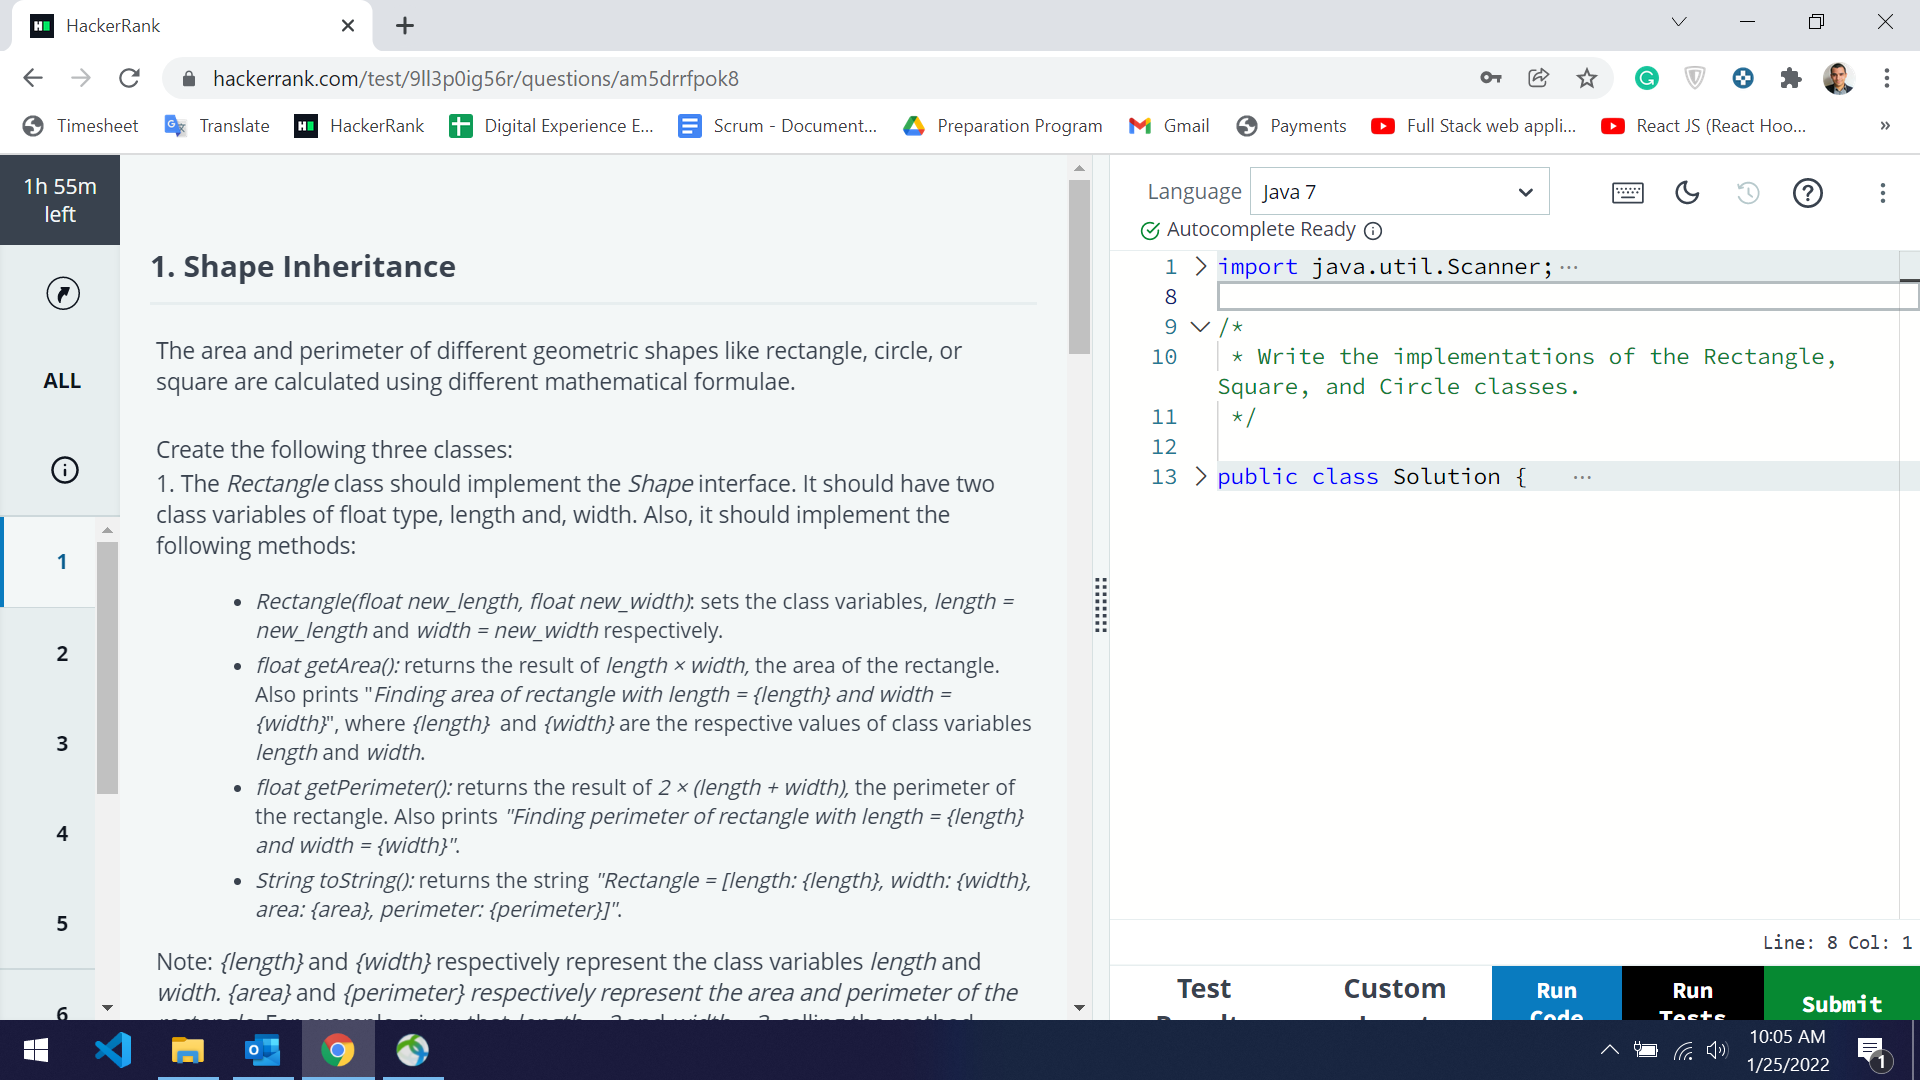 HackerRank
hackerrank.com/test/9ll3p0ig56r/questions/am5drrfpok8
Timesheet
Translate
HackerRank
Digital Experience E...
Scrum - Document...
Preparation Program
Gmail
Payments
Full Stack web appli...
React JS (React Hoo...
»
1h 55m
left
ALL
1
2
3
4
5
6
1. Shape Inheritance
The area and perimeter of different geometric shapes like rectangle, circle, or
square are calculated using different mathematical formulae.
Create the following three classes:
1. The Rectangle class should implement the Shape interface. It should have two
class variables of float type, length and, width. Also, it should implement the
following methods:
• Rectangle(float new_length, float new_width): sets the class variables, length =
new_length and width = new_width respectively.
• float getArea(): returns the result of length × width, the area of the rectangle.
Also prints "Finding area of rectangle with length = {length} and width =
{width}", where {length} and {width} are the respective values of class variables
length and width.
• float getPerimeter(): returns the result of 2 × (length + width), the perimeter of
the rectangle. Also prints "Finding perimeter of rectangle with length = {length}
and width = {width}".
• String toString(): returns the string "Rectangle = [length: {length}, width: {width},
area: {area}, perimeter: {perimeter}]".
Note: {length} and {width} respectively represent the class variables length and
width. {area} and {perimeter} respectively represent the area and perimeter of the
Language
Java 7
Autocomplete Ready
1 import java.util.Scanner; ...
8
9 /*
10 * Write the implementations of the Rectangle,
Square, and Circle classes.
11 */
12
13 public class Solution { ...
Line: 8 Col: 1
Test
Custom
Run
Code
Run
Tests
Submit
10:05 AM
1/25/2022
1